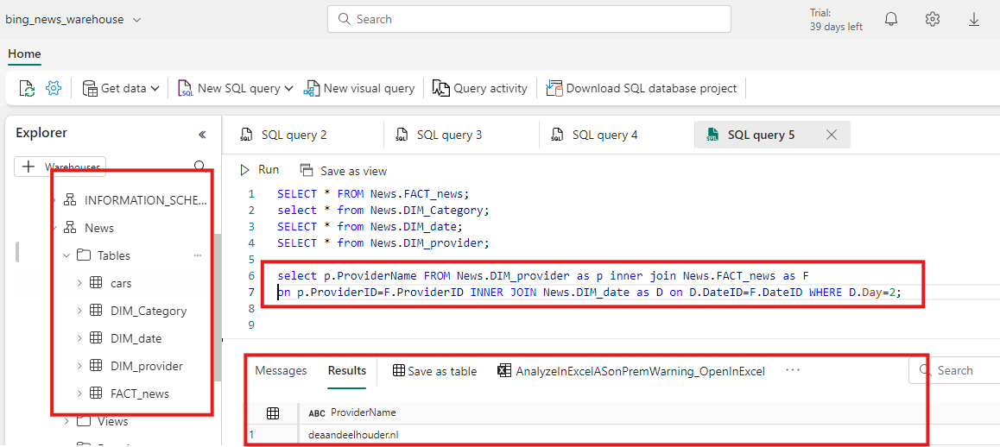 bing_news_warehouse
Search
Trial:
39 days left
Home
Get data
New SQL query
New visual query
Query activity
Download SQL database project
Explorer
SQL query 2
SQL query 3
SQL query 4
SQL query 5
Warehouses
Run
Save as view
INFORMATION_SCHE...
News
Tables
cars
DIM_Category
DIM_date
DIM_provider
FACT_news
Views
1 SELECT * FROM News.FACT_news;
2 select * from News.DIM_Category;
3 SELECT * from News.DIM_date;
4 SELECT * from News.DIM_provider;
5
6 select p.ProviderName FROM News.DIM_provider as p inner join News.FACT_news as F
7 on p.ProviderID=F.ProviderID INNER JOIN News.DIM_date as D on D.DateID=F.DateID WHERE D.Day=2;
8
9
Messages
Results
Save as table
AnalyzeInExcelASonPremWarning_OpenInExcel
...
Search
ABC ProviderName
1 deaandeelhouder.nl